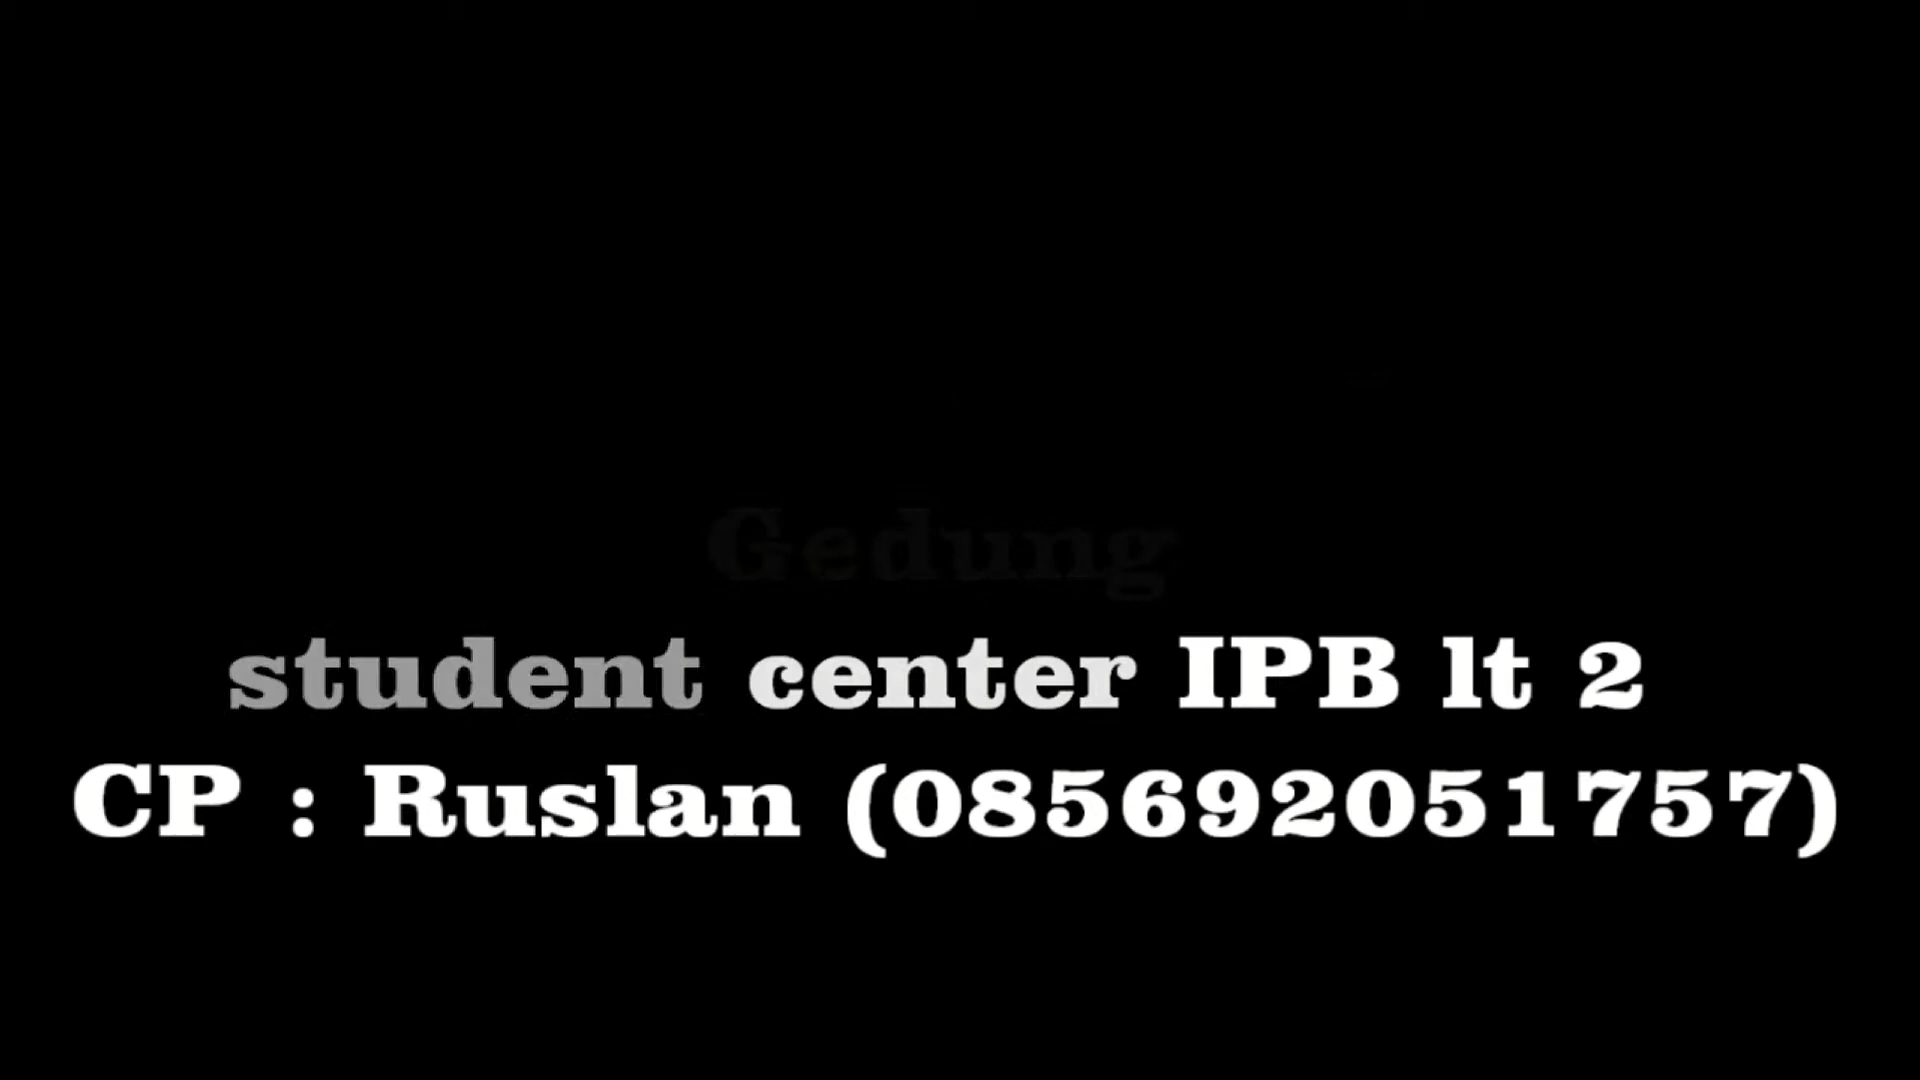 Gedung
student center IPB lt 2
CP : Ruslan (085692051757)